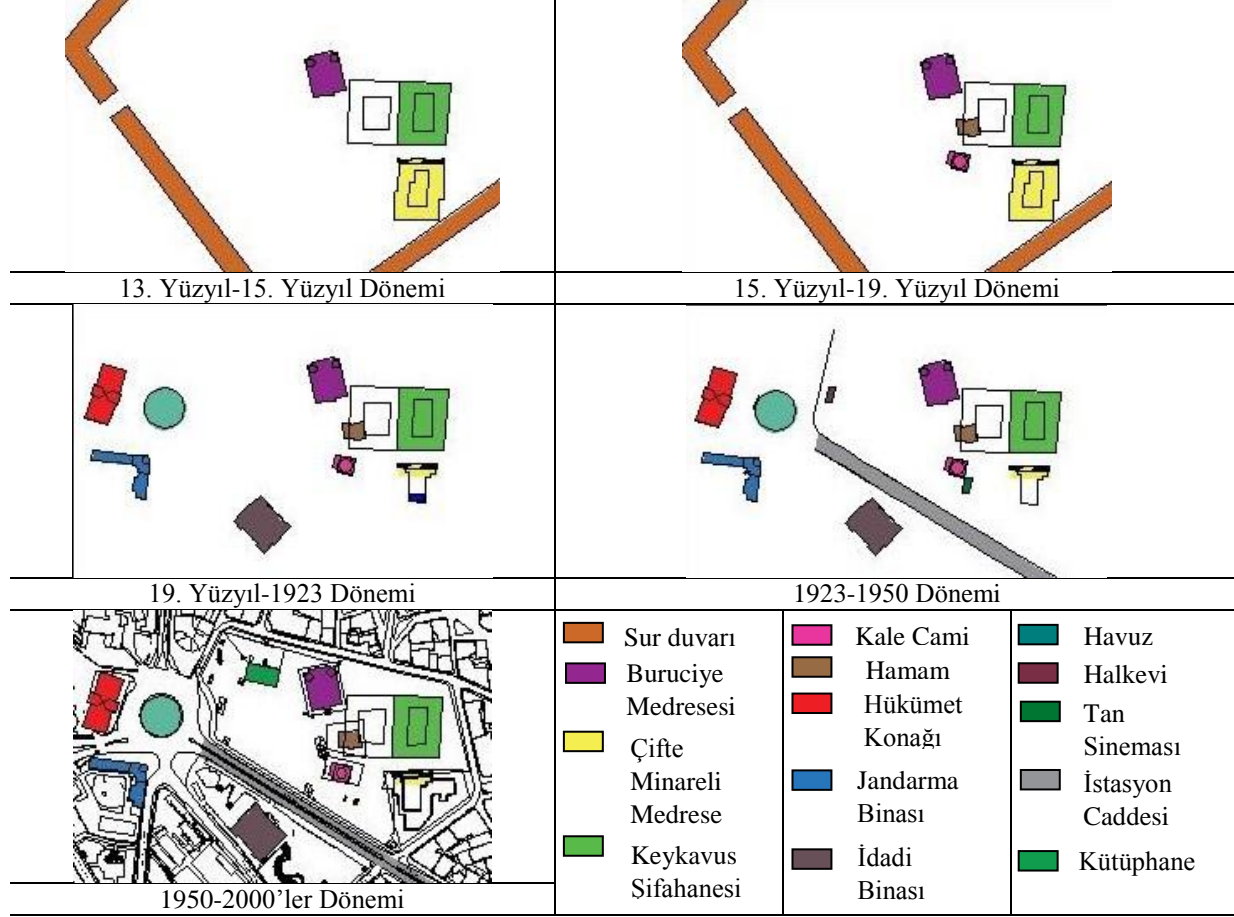 13. Yüzyıl-15. Yüzyıl Dönemi
15. Yüzyıl-19. Yüzyıl Dönemi
19. Yüzyıl-1923 Dönemi
1923-1950 Dönemi
1950-2000’ler Dönemi
Sur duvarı
Buruciye
Medresesi
Çifte
Minareli
Medrese
Keykavus
Şifahanesi
Kale Cami
Hamam
Hükümet
Konağı
Jandarma
Binası
İdadi
Binası
Havuz
Halkevi
Tan
Sineması
İstasyon
Caddesi
Kütüphane